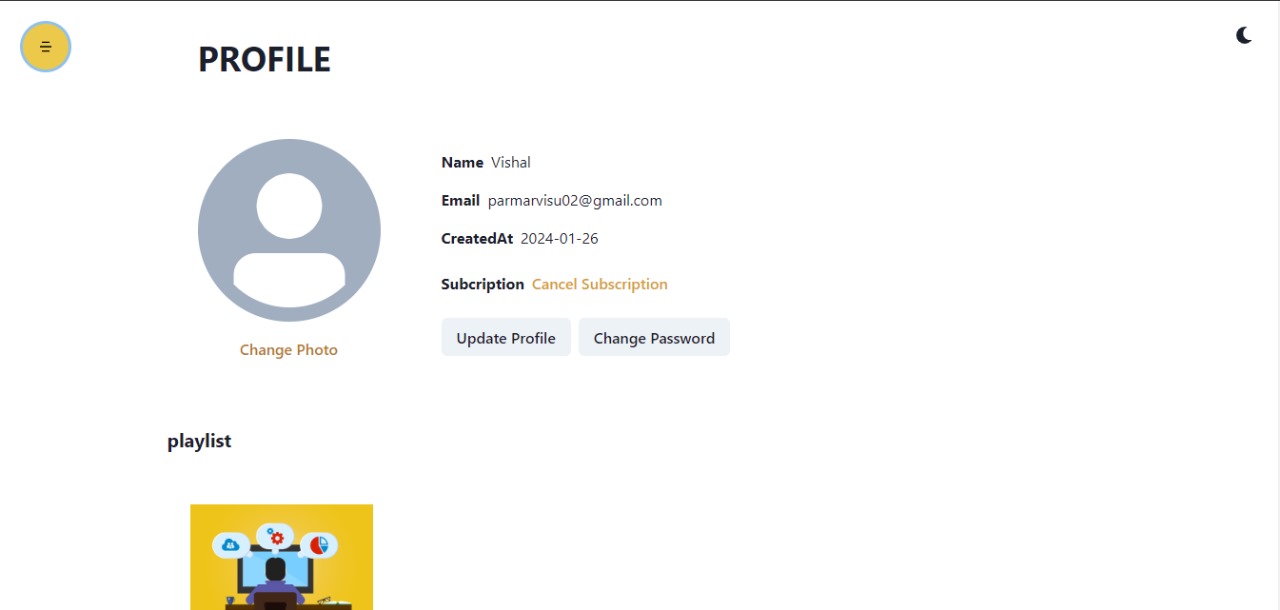 PROFILE
Name Vishal
Email parmarvisu02@gmail.com
CreatedAt 2024-01-26
Subcription Cancel Subscription
Update Profile Change Password
Change Photo
playlist